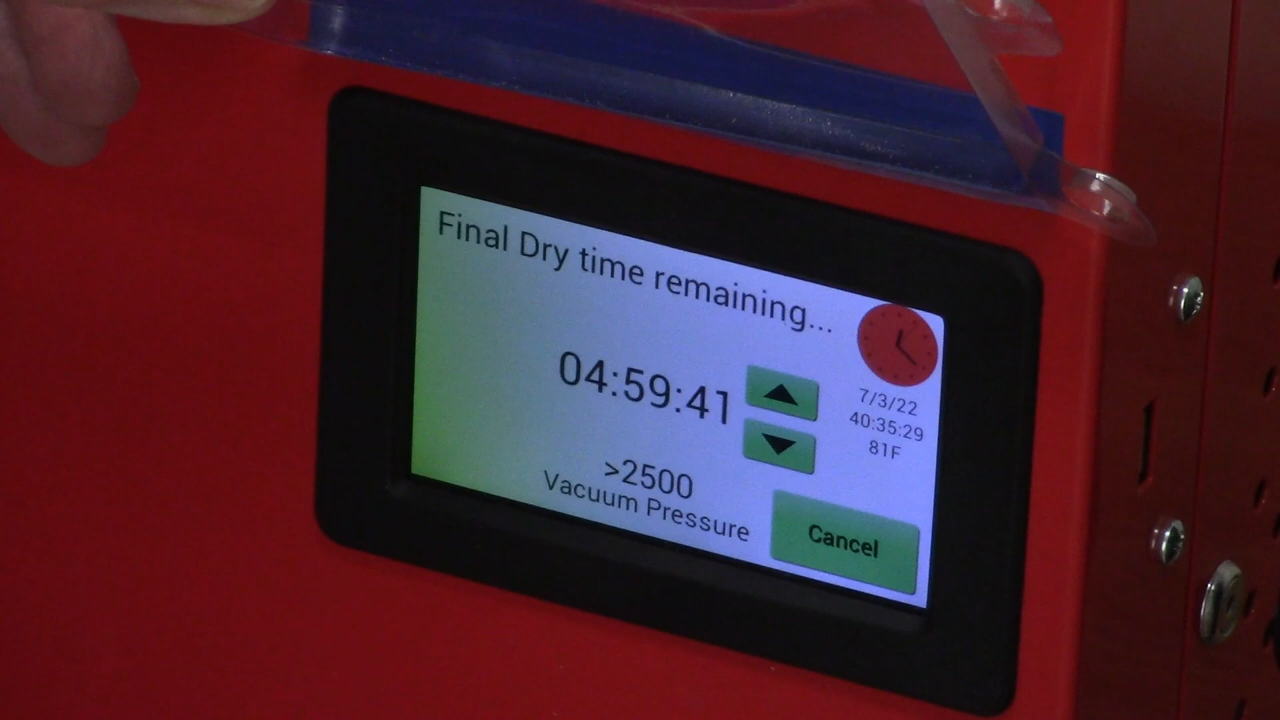 Final Dry time remaining...
04:59:41
7/3/22
40:35:29
81F
>2500
Vacuum Pressure
Cancel